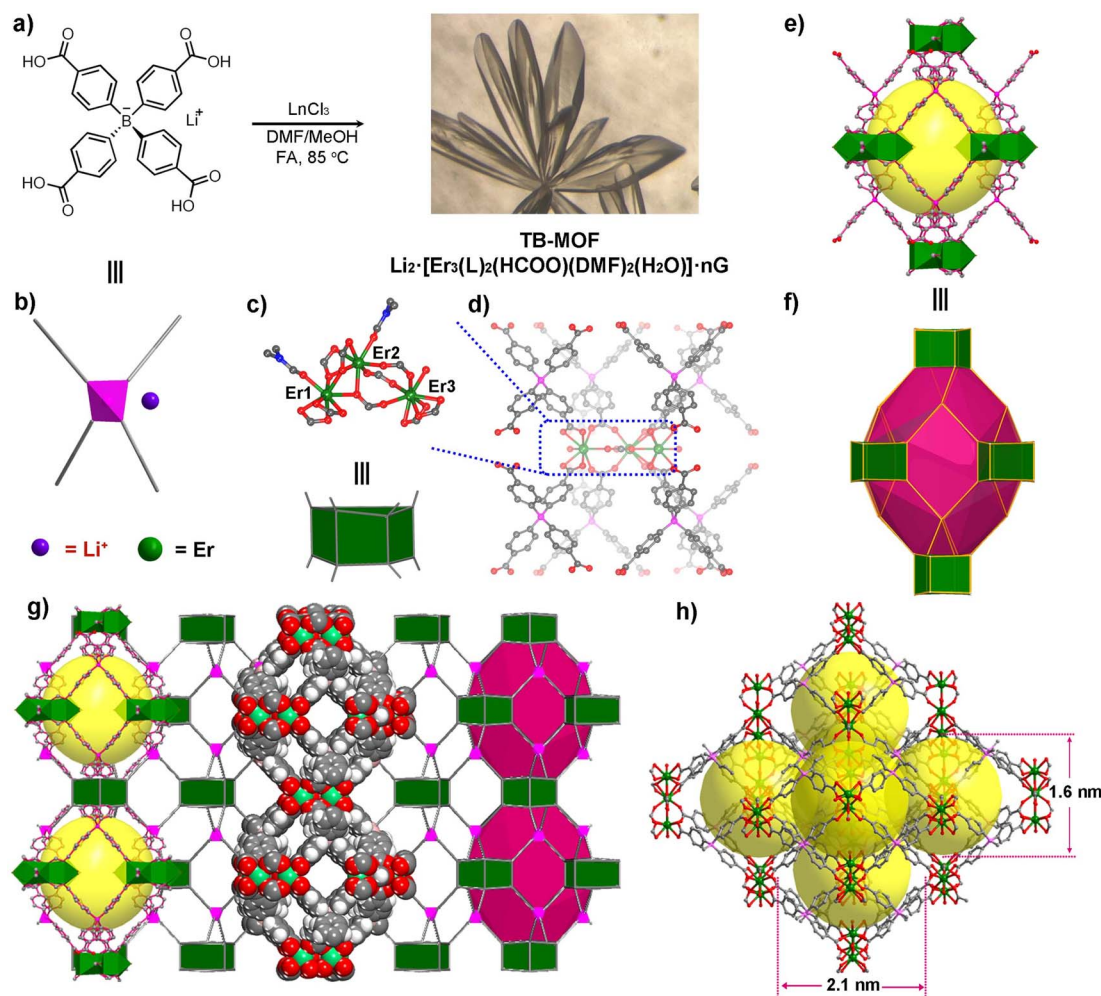 a)
HO
O
O
OH
B⁻
Li⁺
HO
O
O
OH
LnCl₃
DMF/MeOH
FA, 85 °C
TB-MOF
Li₂·[Er₃(L)₂(HCOO)(DMF)₂(H₂O)]·nG
b)
= Li⁺
= Er
c)
Er1
Er2
Er3
d)
e)
f)
g)
h)
1.6 nm
2.1 nm